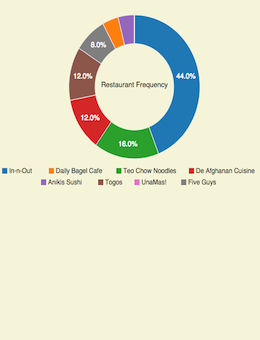 8.0%
44.0%
12.0%
Restaurant Frequency
12.0%
16.0%
In-n-Out Daily Bagel Cafe Teo Chow Noodles De Afghanan Cuisine
Anikis Sushi Togos UnaMas! Five Guys